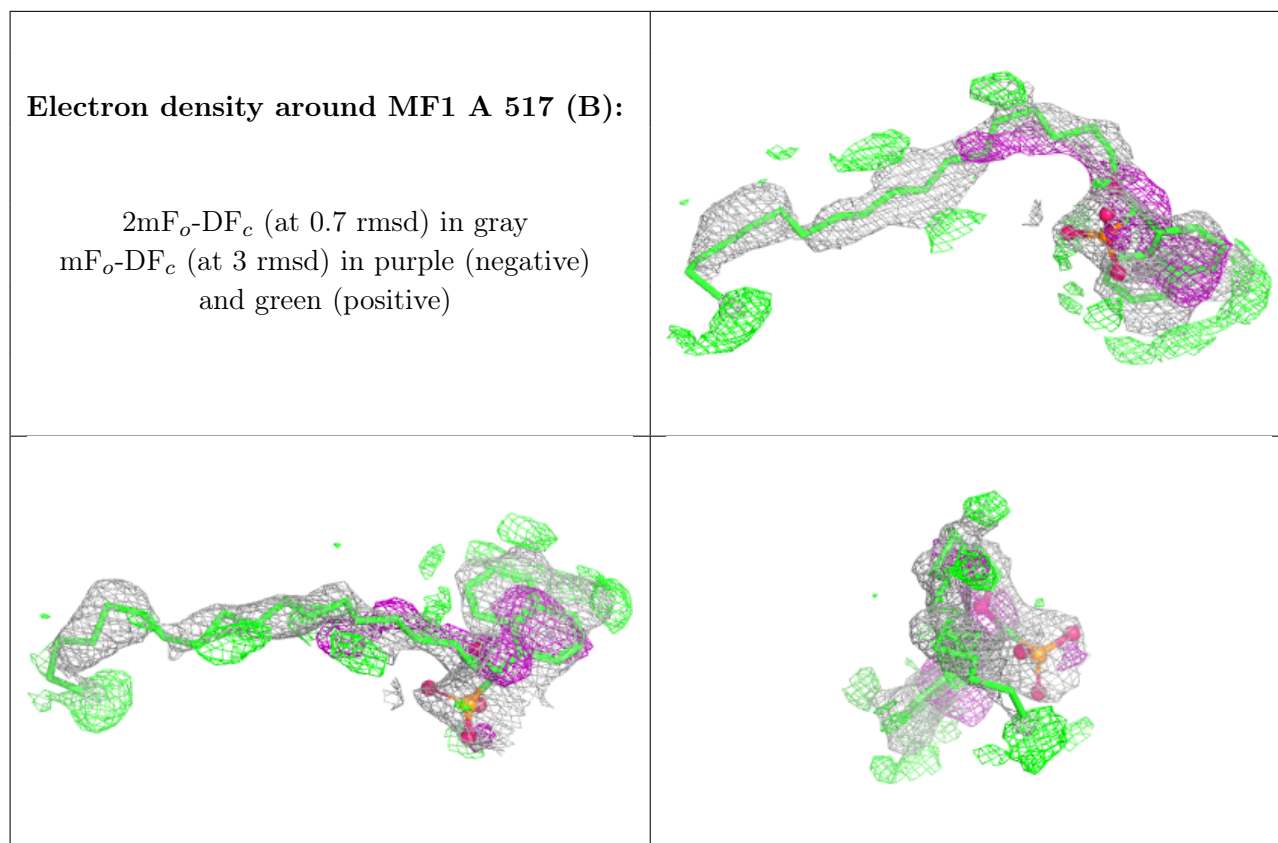 Electron density around MF1 A 517 (B):
2mFo-DFc (at 0.7 rmsd) in gray
mFo-DFc (at 3 rmsd) in purple (negative)
and green (positive)